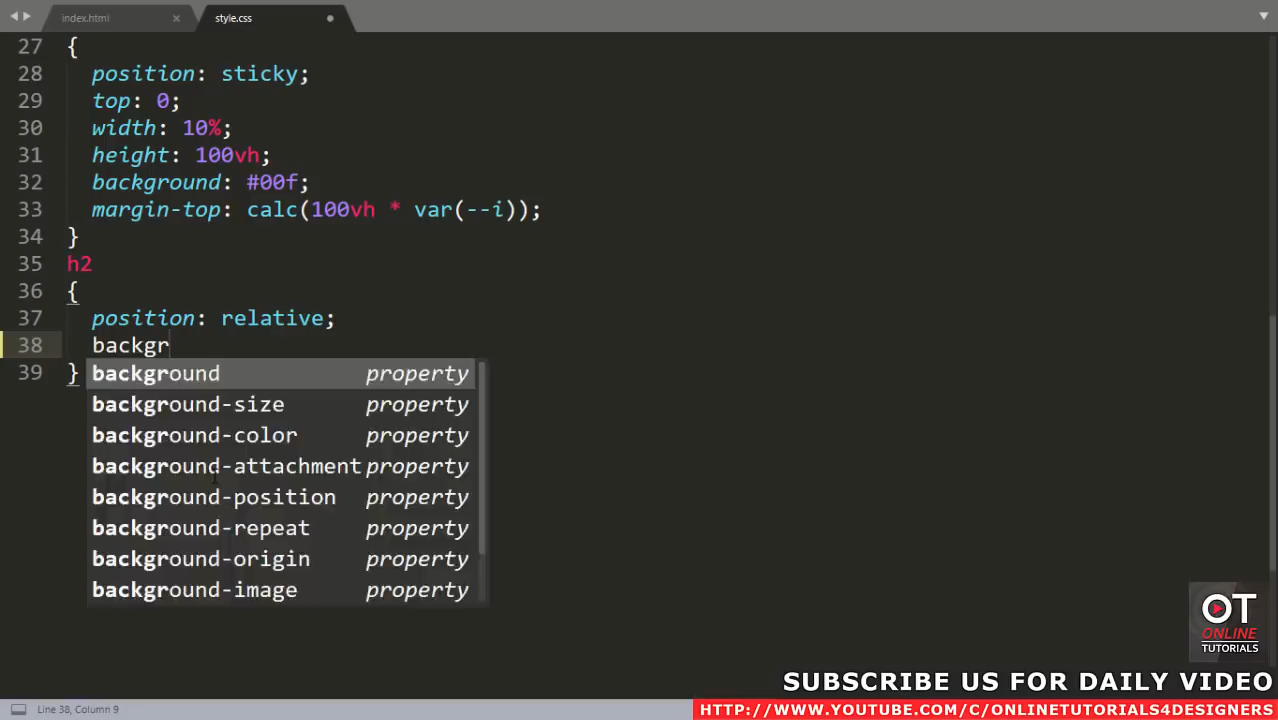 index.html × style.css
27 {
28 position: sticky;
29 top: 0;
30 width: 10%;
31 height: 100vh;
32 background: #00f;
33 margin-top: calc(100vh * var(--i));
34 }
35 h2
36 {
37 position: relative;
38 backgr
39 } background property
background-size property
background-color property
background-attachment property
background-position property
background-repeat property
background-origin property
background-image property
OT
ONLINE
TUTORIALS
SUBSCRIBE US FOR DAILY VIDEO
Line 38, Column 9
HTTP://WWW.YOUTUBE.COM/C/ONLINETUTORIALS4DESIGNERS